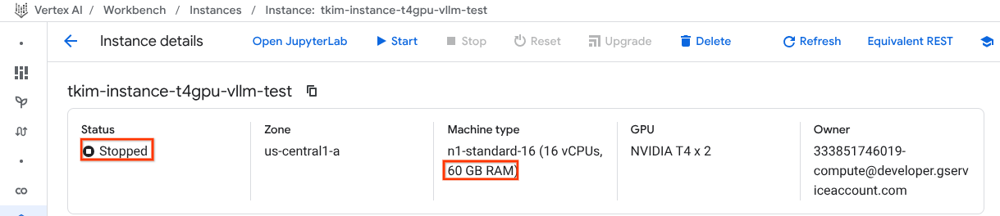 Vertex AI / Workbench / Instances / Instance: tkim-instance-t4gpu-vllm-test
Instance details Open JupyterLab Start Stop Reset Upgrade Delete Refresh Equivalent REST
tkim-instance-t4gpu-vllm-test
Status Zone Machine type GPU Owner
Stopped us-central1-a n1-standard-16 (16 vCPUs, NVIDIA T4 x 2 333851746019-
60 GB RAM) compute@developer.gserv
iceaccount.com